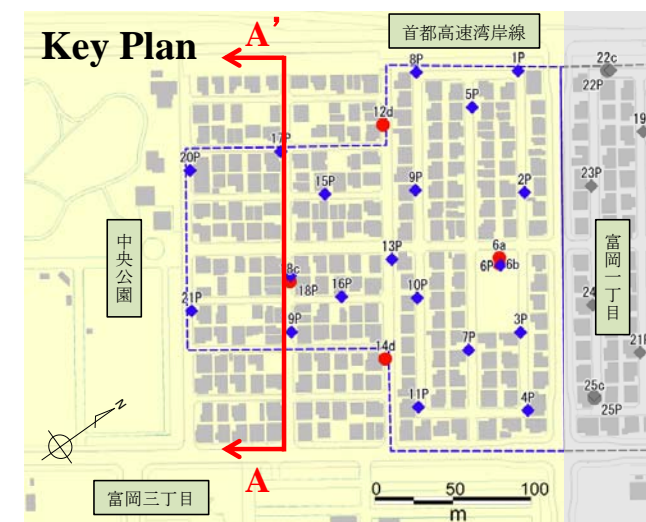 Key Plan
A’
首都高速湾岸線
8P
1P
22c
22P
5P
12d
19
17P
20P
15P
9P
2P
23P
中央公園
13P
6a
6P
6b
富岡一丁目
8c
18P
16P
10P
24
21P
9P
3P
7P
21P
14d
11P
4P
25c
25P
N
A
富岡三丁目
0 50 100
m